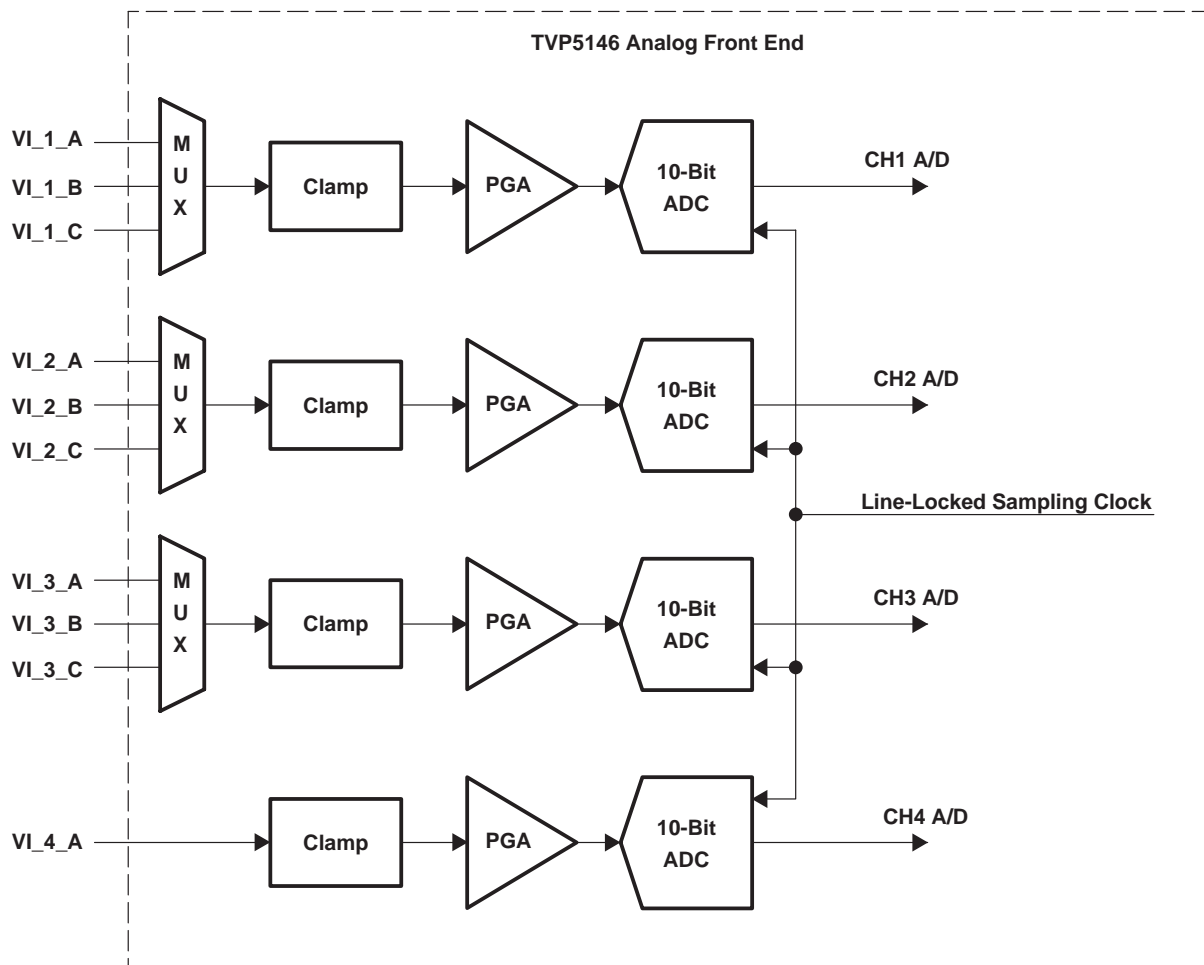 TVP5146 Analog Front End
VI_1_A
VI_1_B
VI_1_C
M
U
X
Clamp
PGA
10-Bit
ADC
CH1 A/D
VI_2_A
VI_2_B
VI_2_C
M
U
X
Clamp
PGA
10-Bit
ADC
CH2 A/D
Line-Locked Sampling Clock
VI_3_A
VI_3_B
VI_3_C
M
U
X
Clamp
PGA
10-Bit
ADC
CH3 A/D
VI_4_A
Clamp
PGA
10-Bit
ADC
CH4 A/D